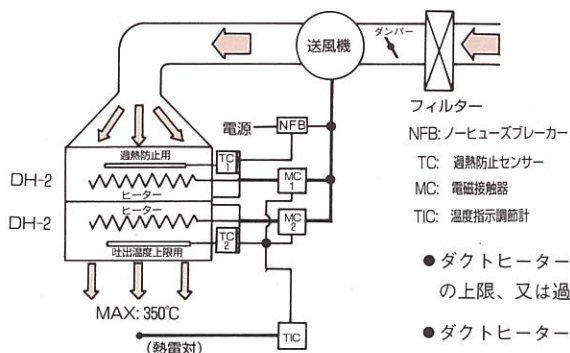 送風機
ダンパー
フィルター
電源
NFB
NFB: ノーヒューズブレーカー
過熱防止用
TC
1
TC: 過熱防止センサー
DH-2
ヒーター
MC
1
MC: 電磁接触器
DH-2
ヒーター
MC
2
TIC: 温度指示調節計
吐出温度上限用
TC
2
●ダクトヒーター
の上限、又は過
MAX: 350℃
TIC
●ダクトヒーター
(熱電対)